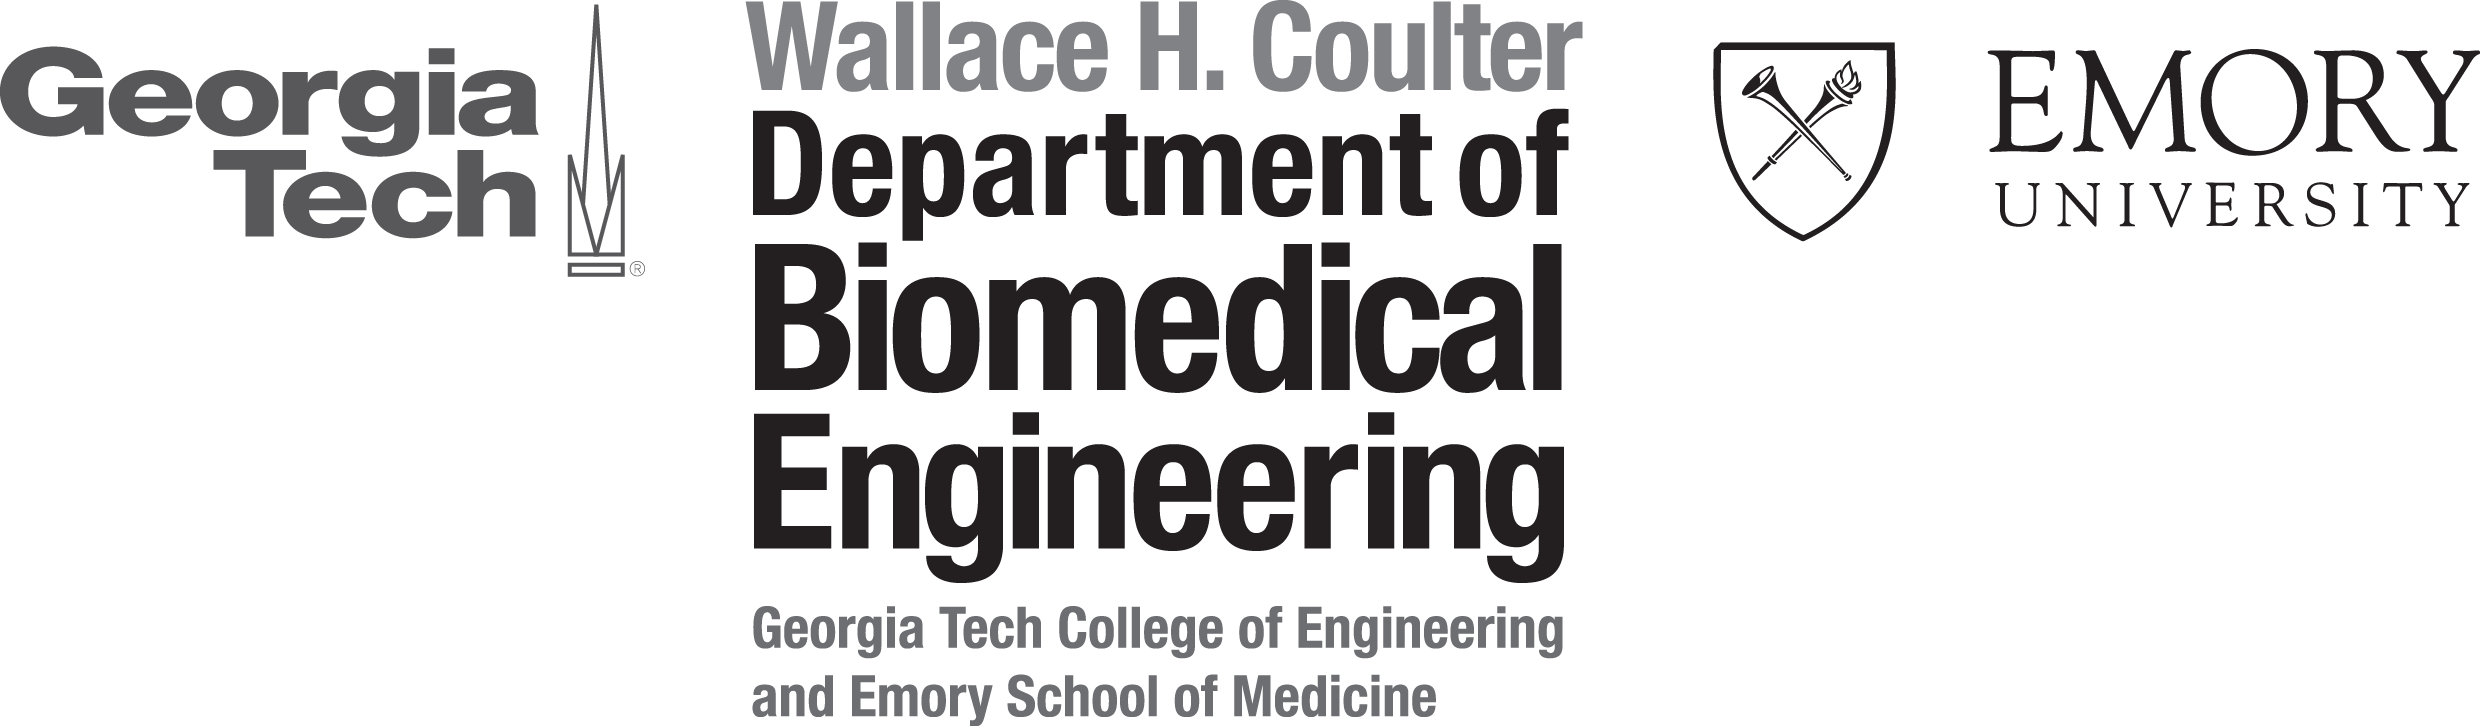 Georgia
Tech
®
Wallace H. Coulter
Department of
Biomedical
Engineering
Georgia Tech College of Engineering
and Emory School of Medicine
EMORY
UNIVERSITY